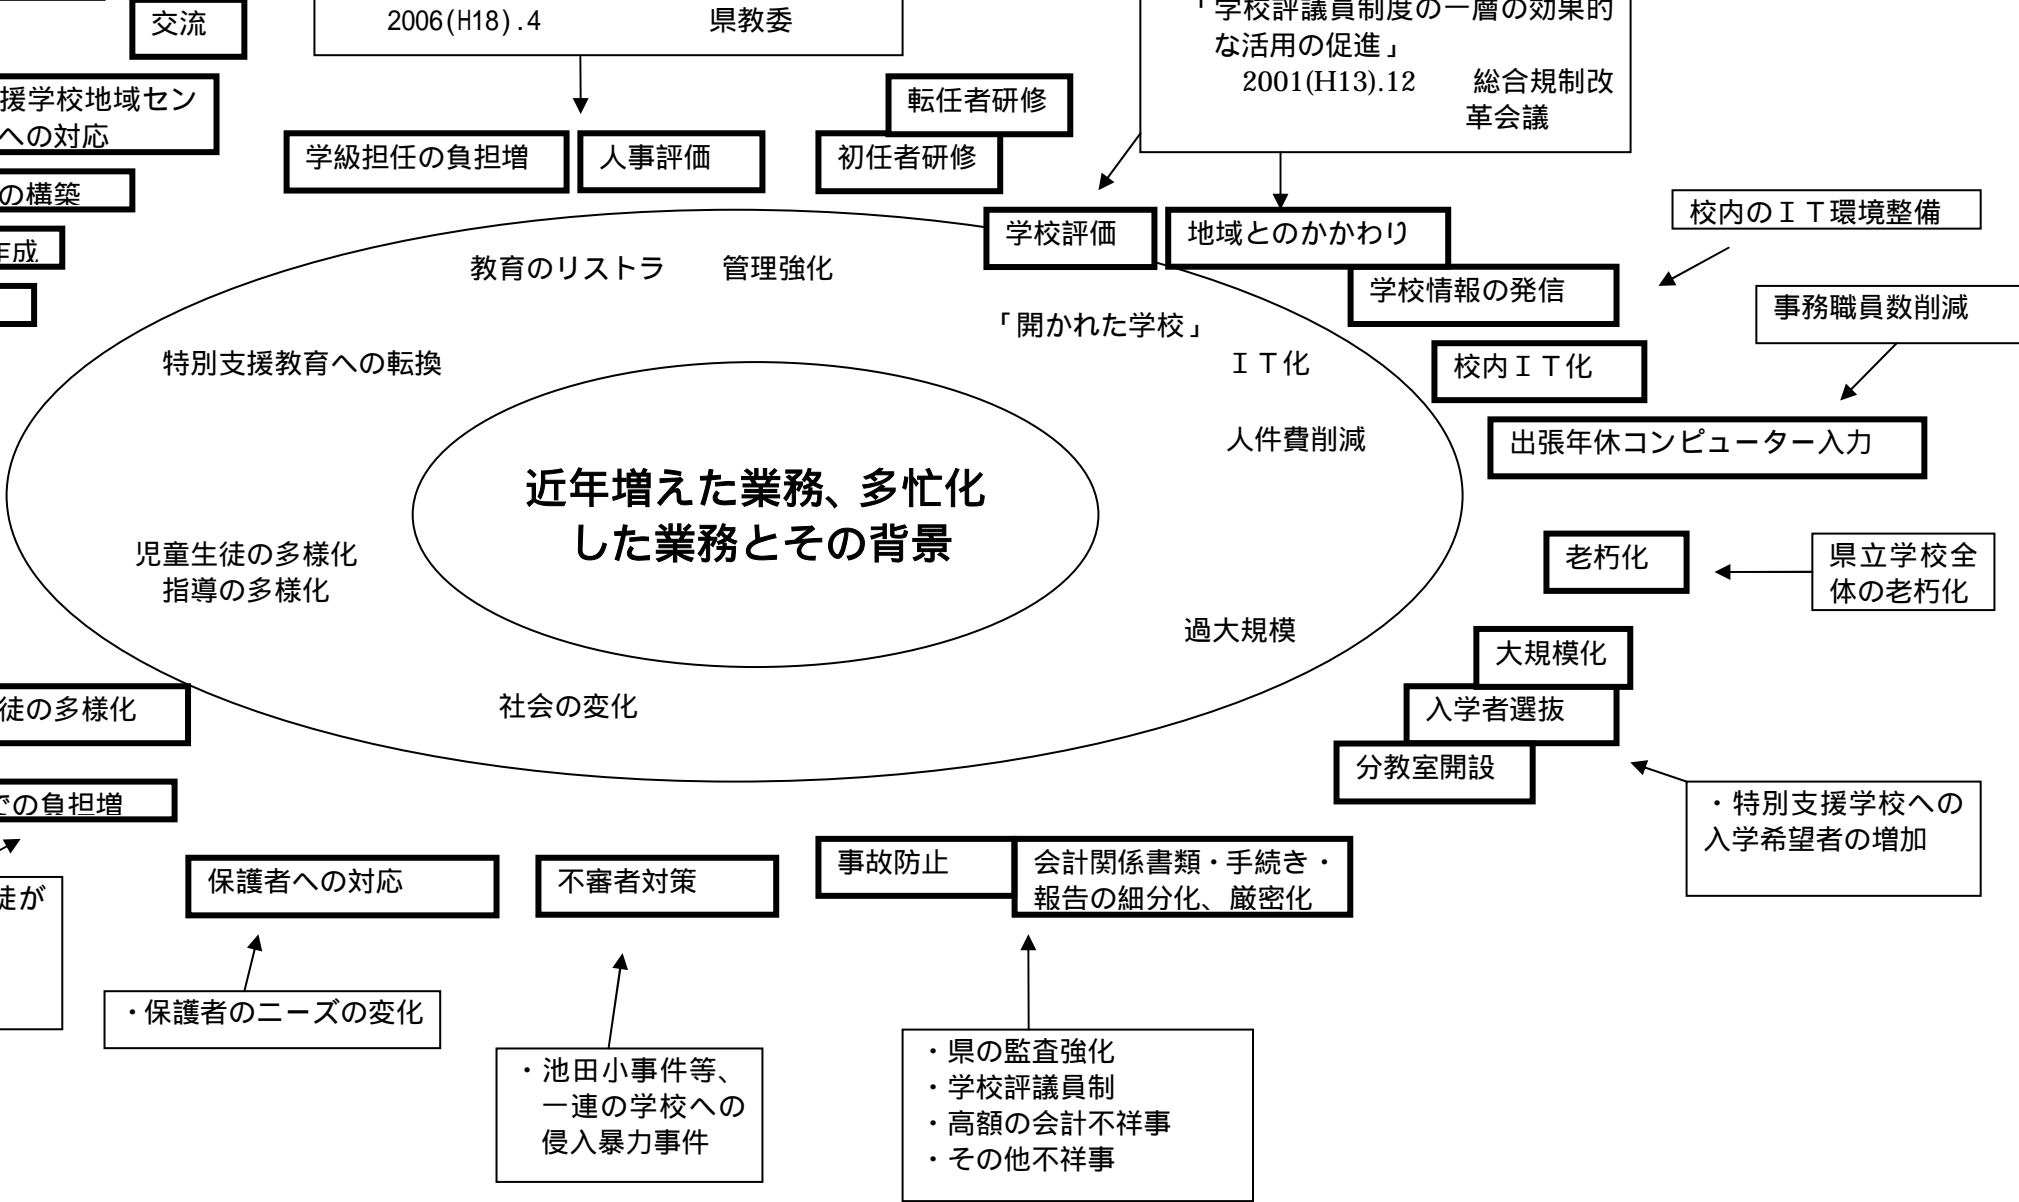 交流
2006(H18).4 県教委
「学校評議員制度の一層の効果的
な活用の促進」
2001(H13).12 総合規制改
革会議
援学校地域セン
への対応
の構築
作成
学級担任の負担増
人事評価
転任者研修
初任者研修
学校評価
地域とのかかわり
学校情報の発信
校内のＩＴ環境整備
事務職員数削減
校内ＩＴ化
出張年休コンピューター入力
教育のリストラ
管理強化
「開かれた学校」
特別支援教育への転換
ＩＴ化
人件費削減
近年増えた業務、多忙化
した業務とその背景
児童生徒の多様化
指導の多様化
過大規模
社会の変化
老朽化
県立学校全
体の老朽化
大規模化
入学者選抜
分教室開設
・特別支援学校への
入学希望者の増加
徒の多様化
での負担増
徒が
保護者への対応
不審者対策
事故防止
会計関係書類・手続き・
報告の細分化、厳密化
・保護者のニーズの変化
・池田小事件等、
一連の学校への
侵入暴力事件
・県の監査強化
・学校評議員制
・高額の会計不祥事
・その他不祥事